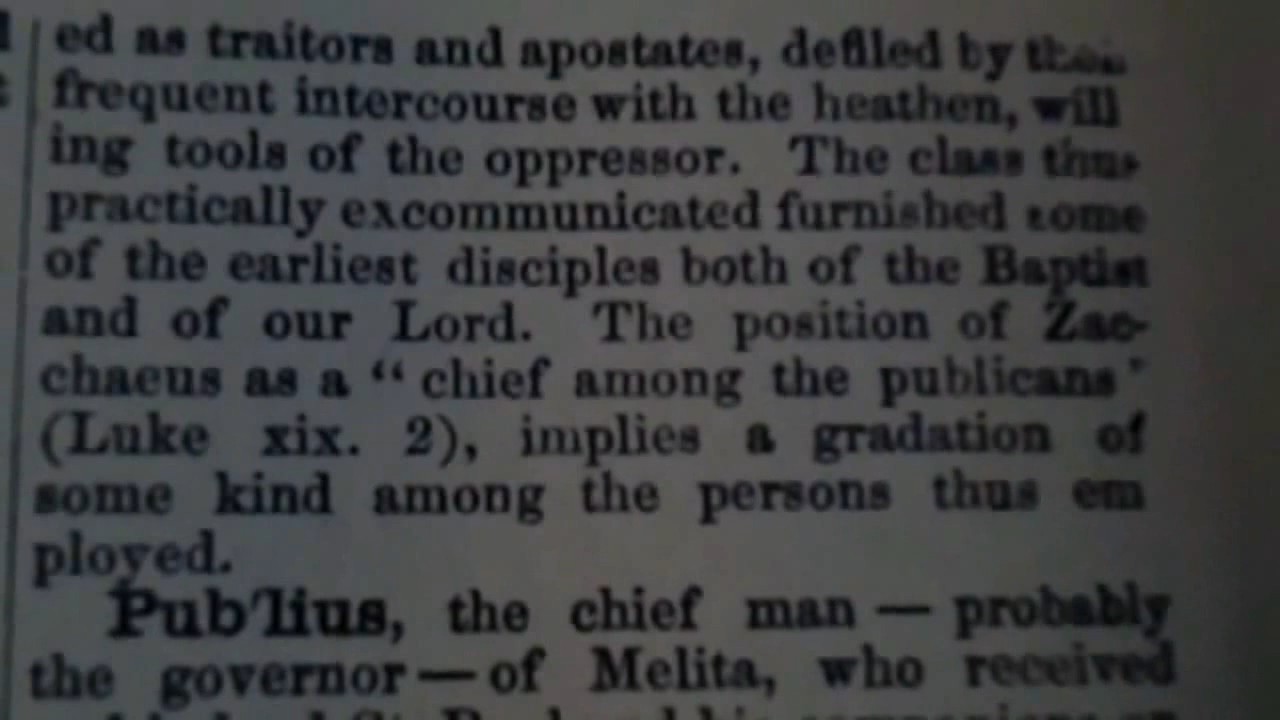 ed as traitors and apostates, defiled by their
frequent intercourse with the heathen, will
ing tools of the oppressor. The class thus
practically excommunicated furnished some
of the earliest disciples both of the Baptist
and of our Lord. The position of Zac-
chaeus as a “ chief among the publicans ”
(Luke xix. 2), implies a gradation of
some kind among the persons thus em
ployed.
Pub'lius, the chief man — probably
the governor — of Melita, who received